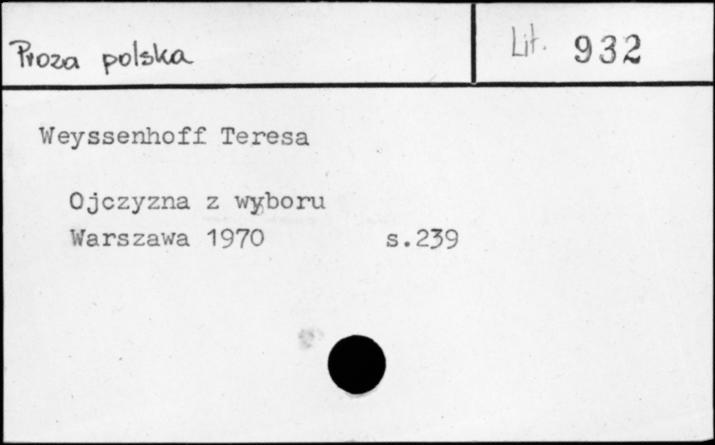 Proza polska
Lit. 932
Weyssenhoff Teresa
Ojczyzna z wyboru
Warszawa 1970 s.239